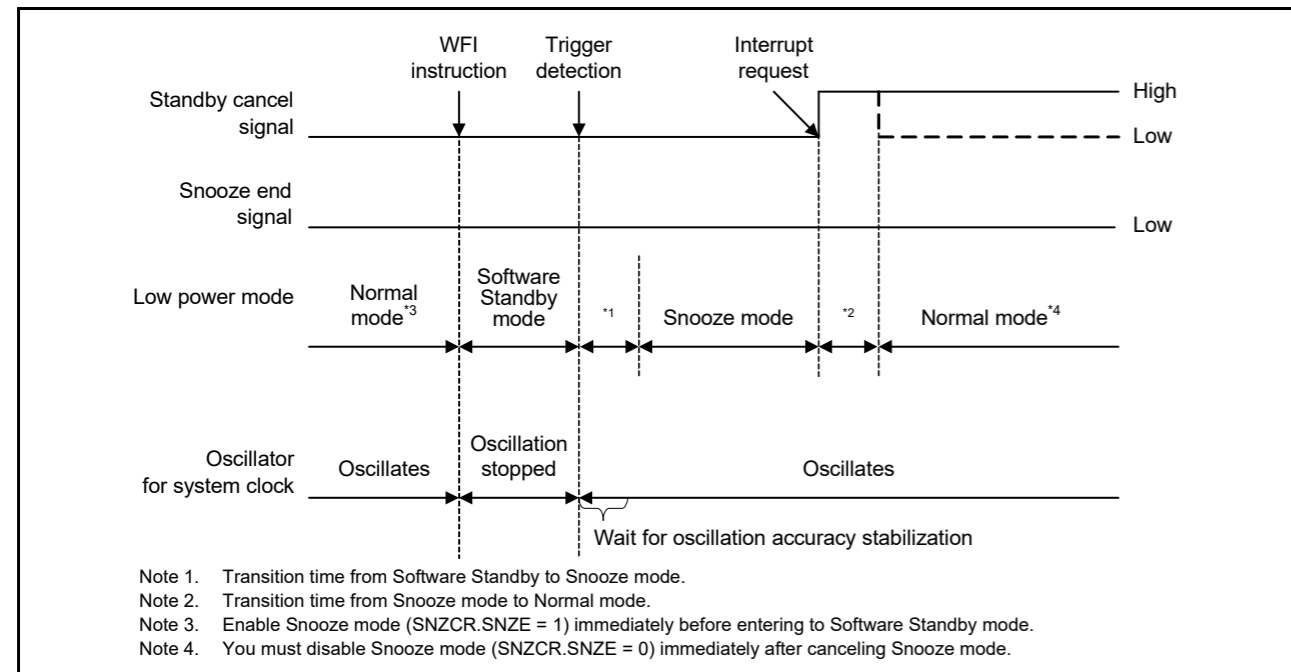 WFI
instruction
Trigger
detection
Interrupt
request
Standby cancel
signal
High
Low
Snooze end
signal
Low
Low power mode
Normal
mode*3
Software
Standby
mode
*1
Snooze mode
*2
Normal mode*4
Oscillator
for system clock
Oscillates
Oscillation
stopped
Oscillates
Wait for oscillation accuracy stabilization
Note 1. Transition time from Software Standby to Snooze mode.
Note 2. Transition time from Snooze mode to Normal mode.
Note 3. Enable Snooze mode (SNZCR.SNZE = 1) immediately before entering to Software Standby mode.
Note 4. You must disable Snooze mode (SNZCR.SNZE = 0) immediately after canceling Snooze mode.